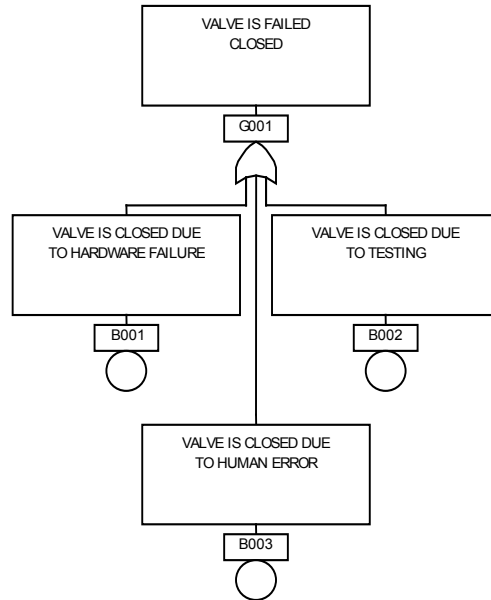 VALVE IS FAILED
CLOSED
G001
VALVE IS CLOSED DUE
TO HARDWARE FAILURE
B001
VALVE IS CLOSED DUE
TO TESTING
B002
VALVE IS CLOSED DUE
TO HUMAN ERROR
B003